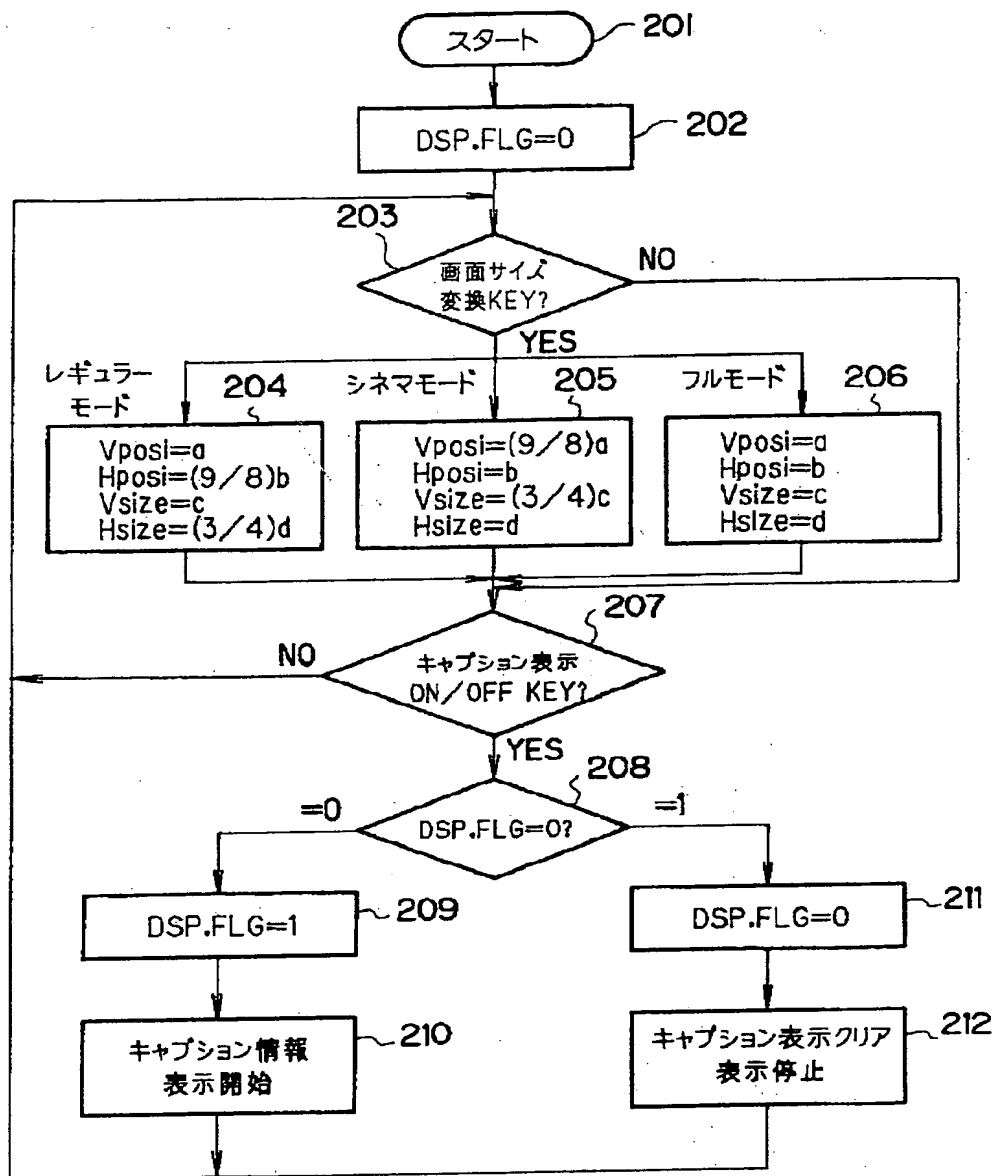 スタート
201
DSP.FLG=0
202
203
画面サイズ
変換KEY?
NO
YES
レギュラー
モード
204
Vposi=a
Hposi=(9/8)b
Vsize=c
Hsize=(3/4)d
シネマモード
205
Vposi=(9/8)a
Hposi=b
Vsize=(3/4)c
Hsize=d
フルモード
206
Vposi=a
Hposi=b
Vsize=c
Hsize=d
207
キャプション表示
ON/OFF KEY?
NO
YES
208
DSP.FLG=0?
=0
=1
DSP.FLG=1
209
DSP.FLG=0
211
キャプション情報
表示開始
210
キャプション表示クリア
表示停止
212